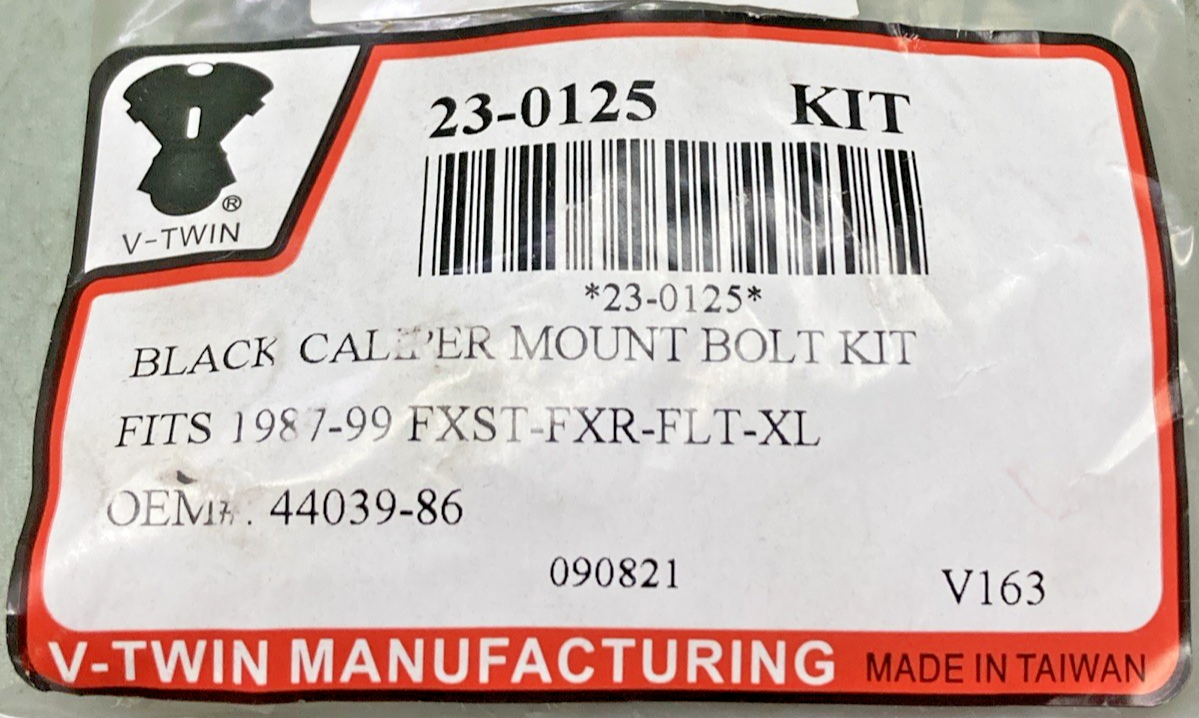 23-0125 KIT
®
V-TWIN
*23-0125*
BLACK CALIPER MOUNT BOLT KIT
FITS 1987-99 FXST-FXR-FLT-XL
OEM#. 44039-86
090821 V163
V-TWIN MANUFACTURING MADE IN TAIWAN